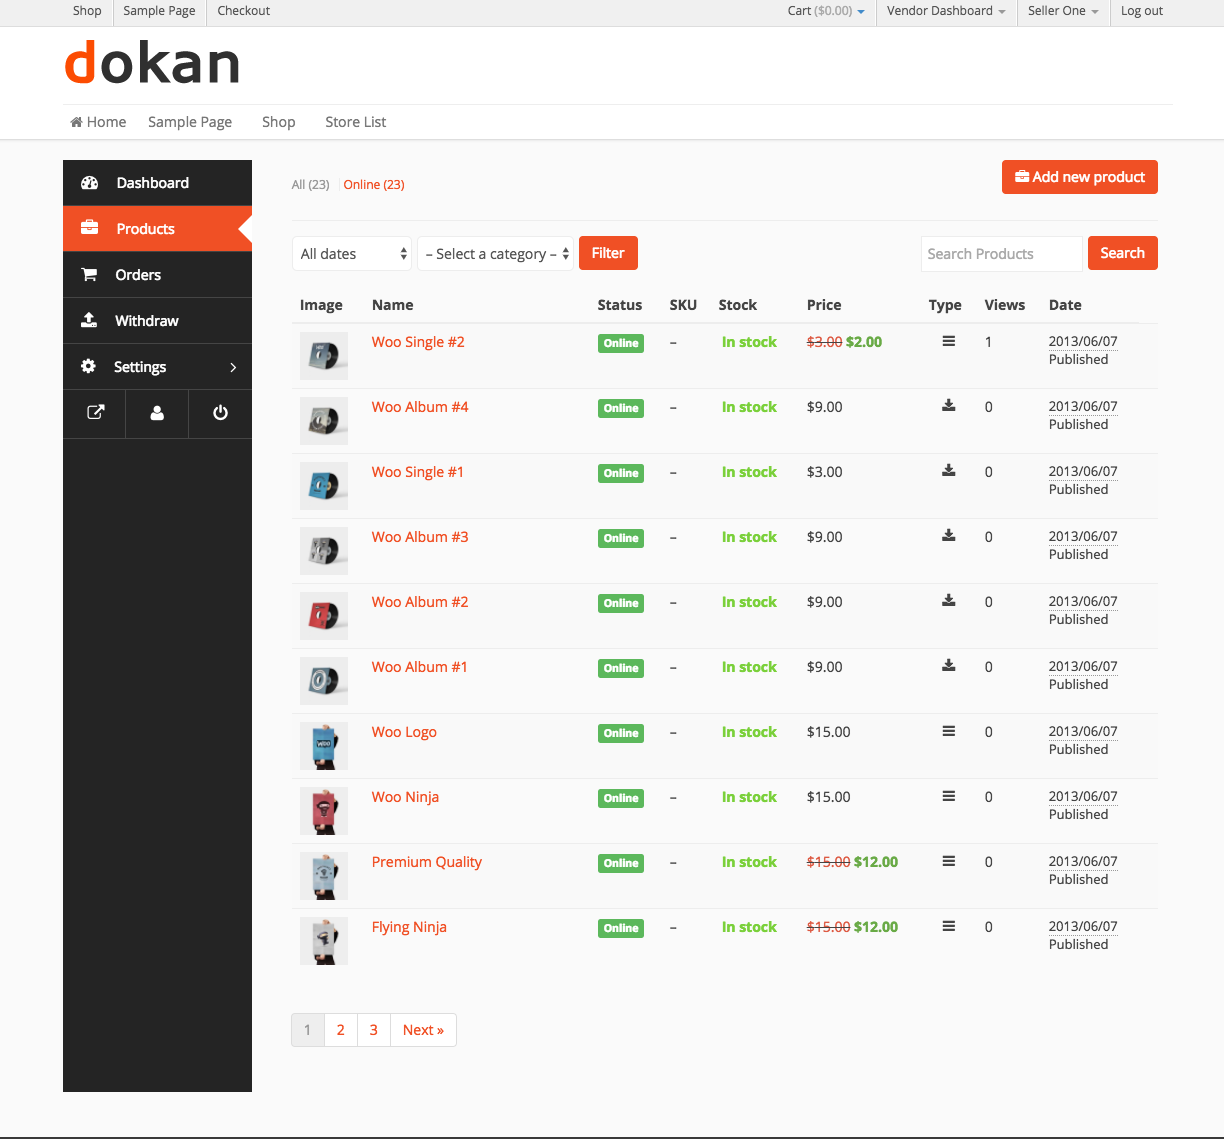 Shop Sample Page Checkout Cart ($0.00) Vendor Dashboard Seller One Log out
dokan
Home Sample Page Shop Store List
Dashboard
Products
Orders
Withdraw
Settings
All (23) Online (23) Add new product
All dates – Select a category – Filter Search Products Search
Image Name Status SKU Stock Price Type Views Date
Woo Single #2 Online – In stock $3.00 $2.00 1 2013/06/07
Published
Woo Album #4 Online – In stock $9.00 0 2013/06/07
Published
Woo Single #1 Online – In stock $3.00 0 2013/06/07
Published
Woo Album #3 Online – In stock $9.00 0 2013/06/07
Published
Woo Album #2 Online – In stock $9.00 0 2013/06/07
Published
Woo Album #1 Online – In stock $9.00 0 2013/06/07
Published
Woo Logo Online – In stock $15.00 0 2013/06/07
Published
Woo Ninja Online – In stock $15.00 0 2013/06/07
Published
Premium Quality Online – In stock $15.00 $12.00 0 2013/06/07
Published
Flying Ninja Online – In stock $15.00 $12.00 0 2013/06/07
Published
1 2 3 Next »